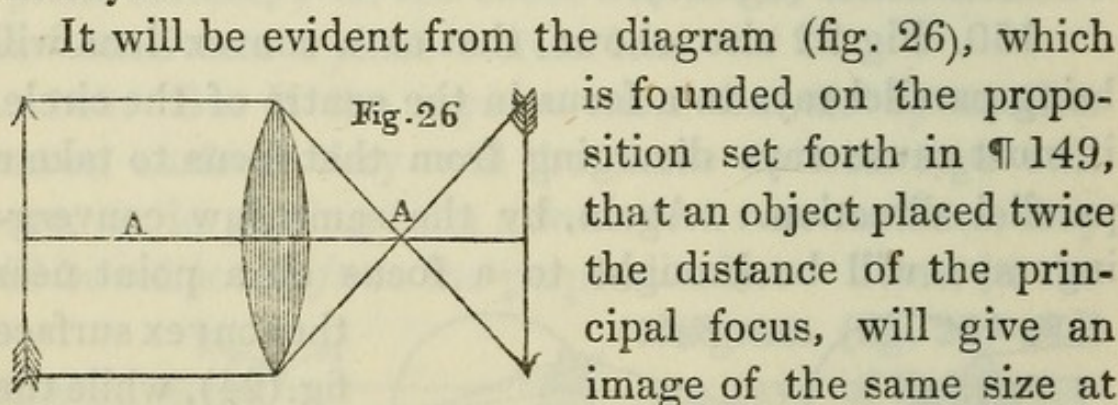 It will be evident from the diagram (fig. 26), which
Fig.26
A
A
is founded on the propo-
sition set forth in ¶ 149,
that an object placed twice
the distance of the prin-
cipal focus, will give an
image of the same size at